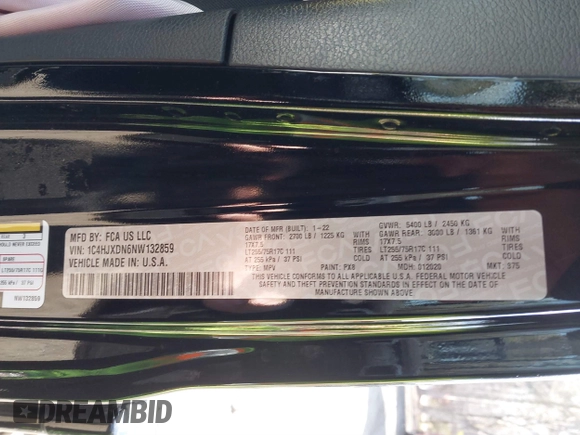 MFD BY: FCA US LLC
VIN: 1C4HJXDN6NW132859
VEHICLE MADE IN: U.S.A.
DATE OF MFR (BUILT): 1-22
GAWR FRONT: 2700 LB / 1225 KG
WITH
17X7.5
RIMS
LT255/75R17C 111
TIRES
AT 255 kPa / 37 PSI
COLD
TYPE: MPV
PAINT: PX8
GVWR: 5400 LB / 2450 KG
GAWR REAR: 3000 LB / 1361 KG
WITH
17X7.5
RIMS
LT255/75R17C 111
TIRES
AT 255 kPa / 37 PSI
COLD
MDH: 012020
MKT: 375
THIS VEHICLE CONFORMS TO ALL APPLICABLE U.S.A. FEDERAL MOTOR VEHICLE
SAFETY AND THEFT PREVENTION STANDARDS IN EFFECT ON THE DATE OF
MANUFACTURE SHOWN ABOVE.
NW132859
DREAMBID